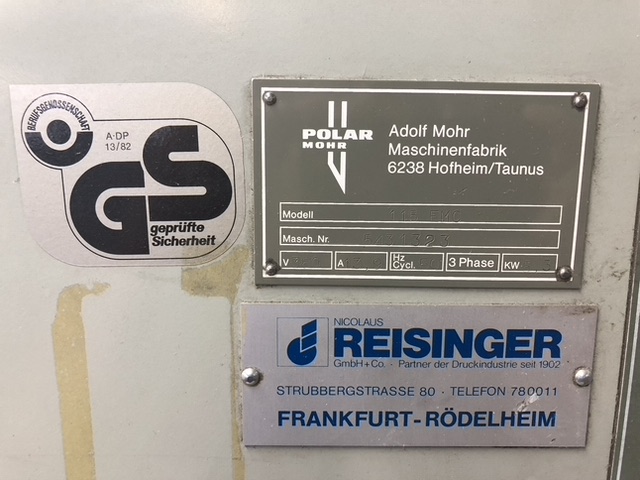 BERUFSGENOSSENSCHAFT
A·DP
13/82
GS
geprüfte
Sicherheit
POLAR
MOHR
Adolf Mohr
Maschinenfabrik
6238 Hofheim/Taunus
Modell
Masch. Nr.
V
A
Hz
Cycl.
3 Phase
KW
NICOLAUS
REISINGER
GmbH+Co. · Partner der Druckindustrie seit 1902
STRUBBERGSTRASSE 80 · TELEFON 780011
FRANKFURT-RÖDELHEIM